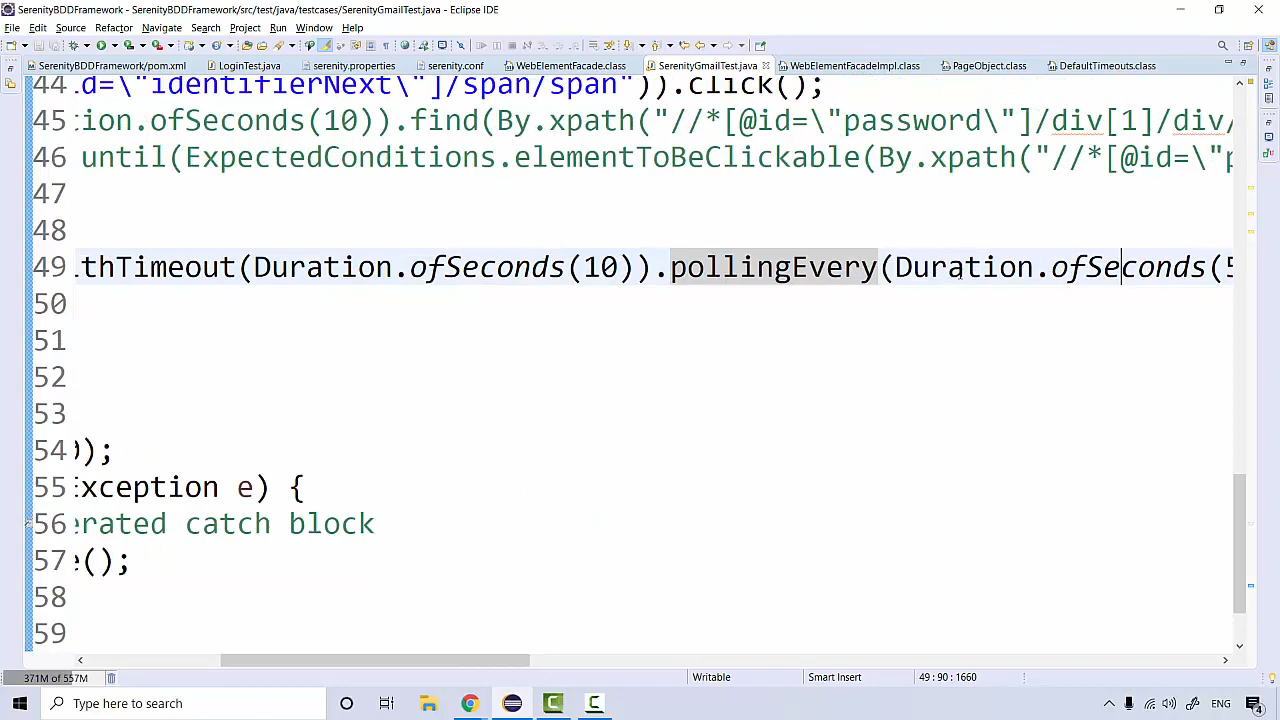 SerenityBDDFramework - SerenityBDDFramework/src/test/java/testcases/SerenityGmailTest.java - Eclipse IDE
File Edit Source Refactor Navigate Search Project Run Window Help
SerenityBDDFramework/pom.xml LoginTest.java serenity.properties serenity.conf WebElementFacade.class SerenityGmailTest.java WebElementFacadeImpl.class PageObject.class DefaultTimeouts.class
44 d=\"identifierNext\"]/span/span")).click();
45 ion.ofSeconds(10)).find(By.xpath("//*[@id=\"password\"]/div[1]/div/
46 until(ExpectedConditions.elementToBeClickable(By.xpath("//*[@id=\"p
47
48
49 thTimeout(Duration.ofSeconds(10)).pollingEvery(Duration.ofSeconds(5
50
51
52
53
54 );
55 xception e) {
56 erated catch block
57 e();
58
59
371M of 557M Writable Smart Insert 49 : 90 : 1660
Type here to search ENG 4